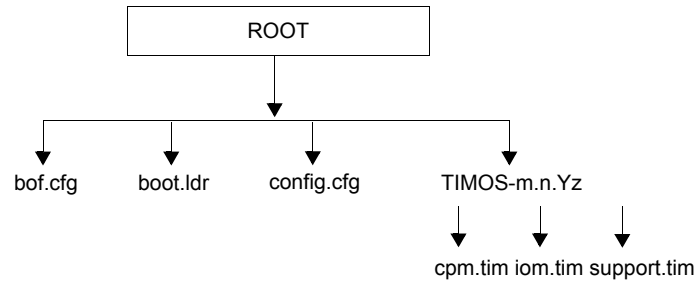 ROOT
bof.cfg boot.ldr config.cfg TIMOS-m.n.Yz
cpm.tim iom.tim support.tim